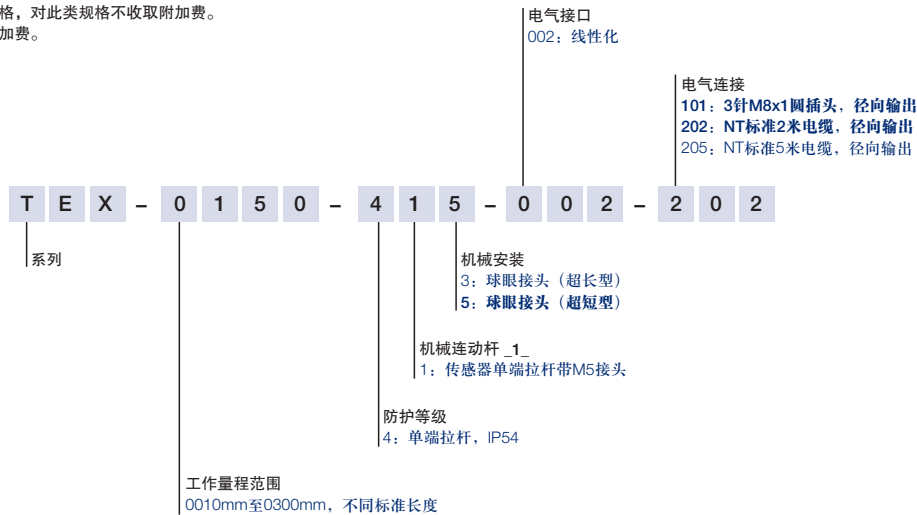 格，对此类规格不收取附加费。
加费。
电气接口
002：线性化
电气连接
101：3针M8x1圆插头，径向输出
202：NT标准2米电缆，径向输出
205：NT标准5米电缆，径向输出
T E X – 0 1 5 0 – 4 1 5 – 0 0 2 – 2 0 2
系列
机械安装
3：球眼接头（超长型）
5：球眼接头（超短型）
机械连动杆 _1_
1：传感器单端拉杆带M5接头
防护等级
4：单端拉杆，IP54
工作量程范围
0010mm至0300mm，不同标准长度